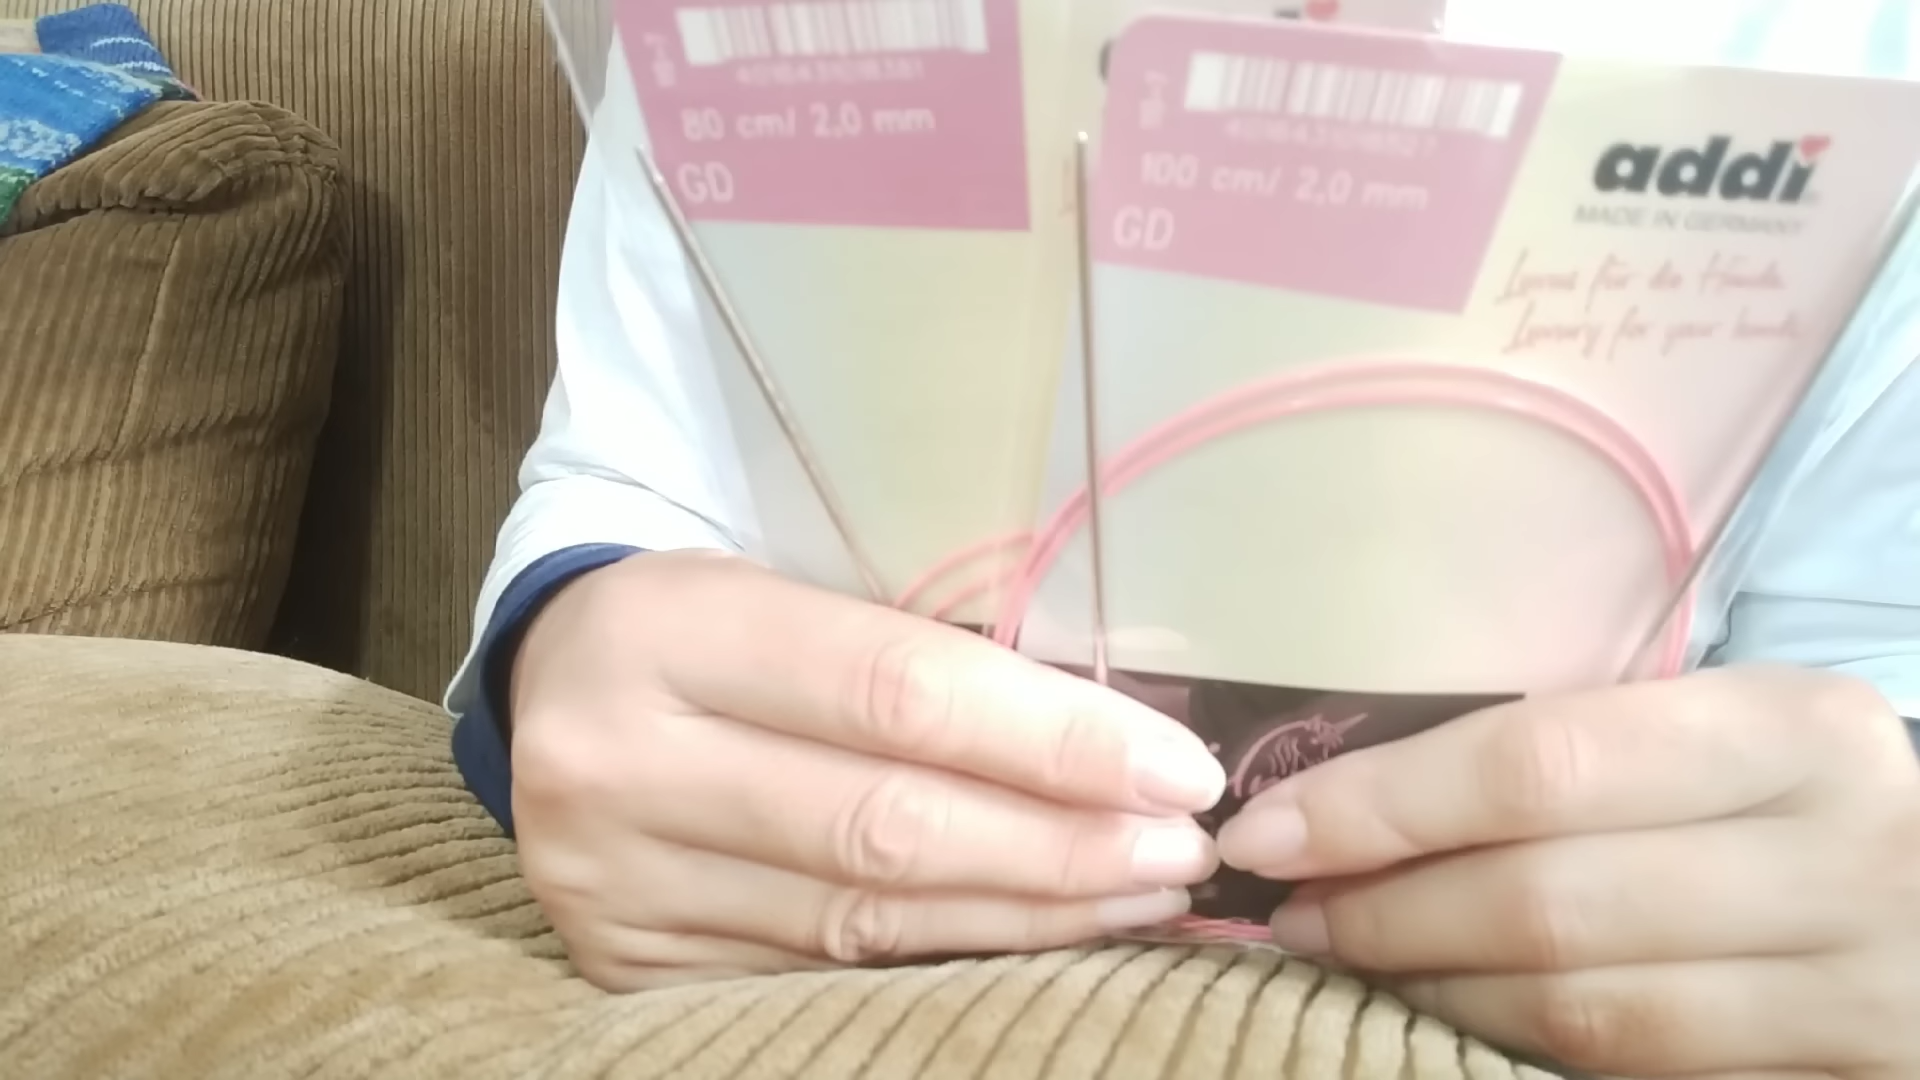 80 cm/ 2,0 mm
GD
100 cm/ 2,0 mm
GD
addi
MADE IN GERMANY
Luxus für die Hände
Luxury for your hands